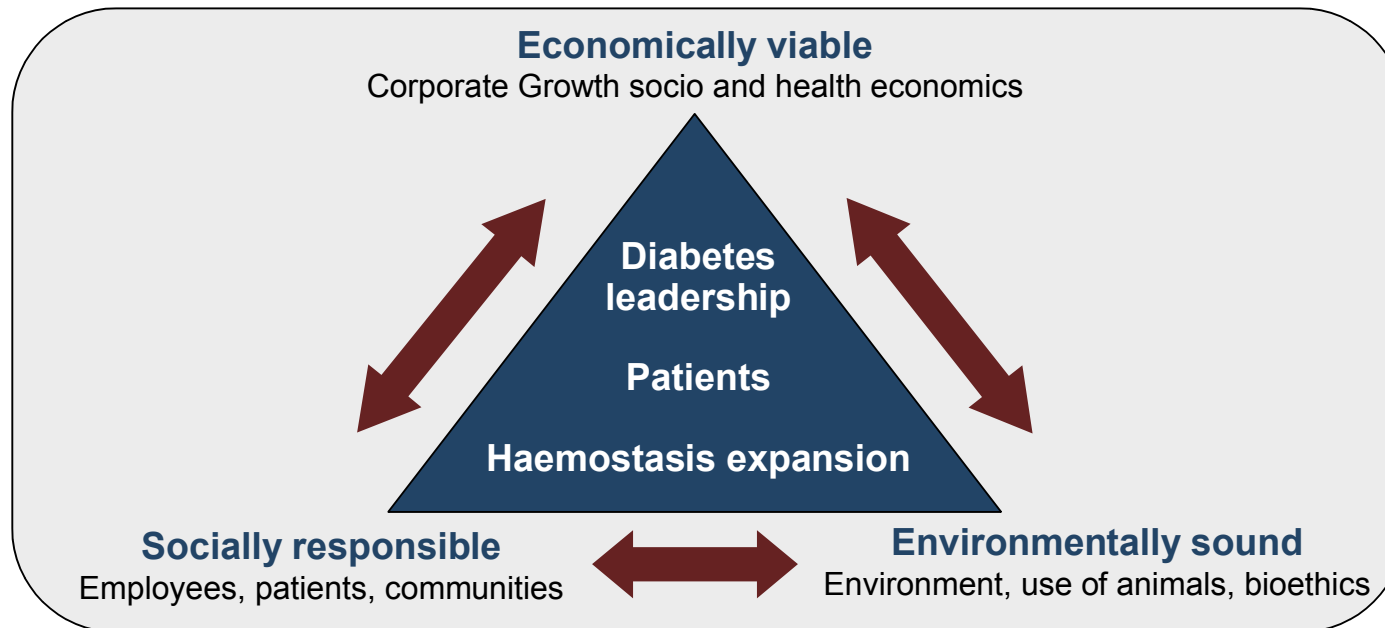 Economically viable
Corporate Growth socio and health economics
Diabetes
leadership
Patients
Haemostasis expansion
Socially responsible
Employees, patients, communities
Environmentally sound
Environment, use of animals, bioethics